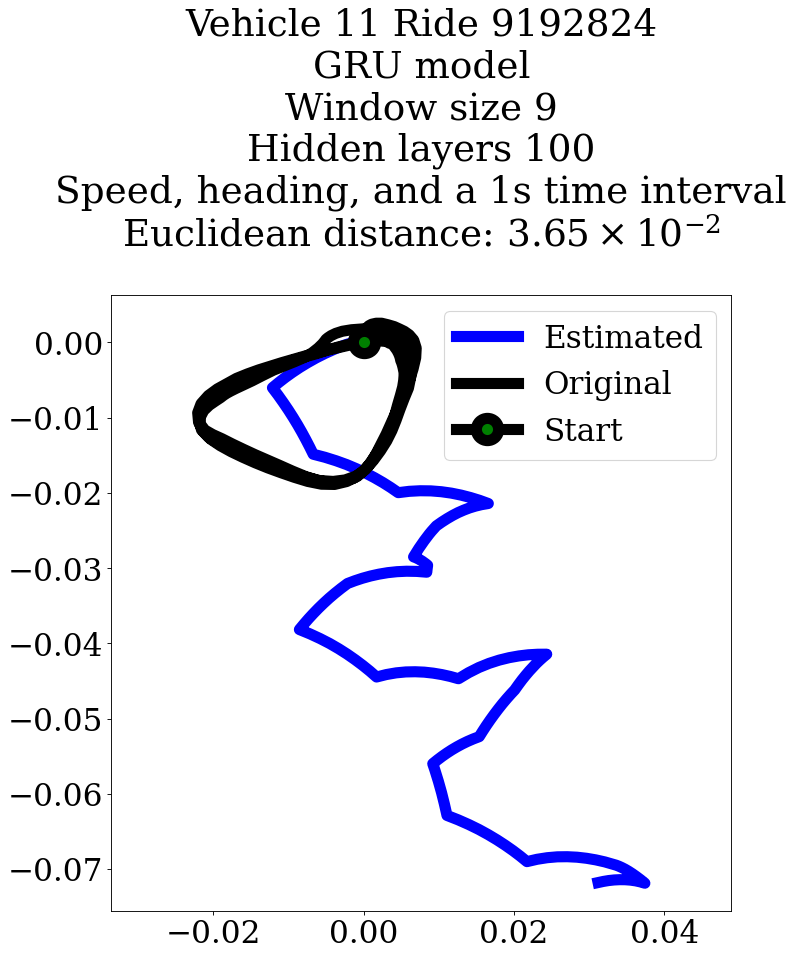 Vehicle 11 Ride 9192824
GRU model
Window size 9
Hidden layers 100
Speed, heading, and a 1s time interval
Euclidean distance: 3.65 × 10⁻²
Estimated
Original
Start
0.00
−0.01
−0.02
−0.03
−0.04
−0.05
−0.06
−0.07
−0.02 0.00 0.02 0.04